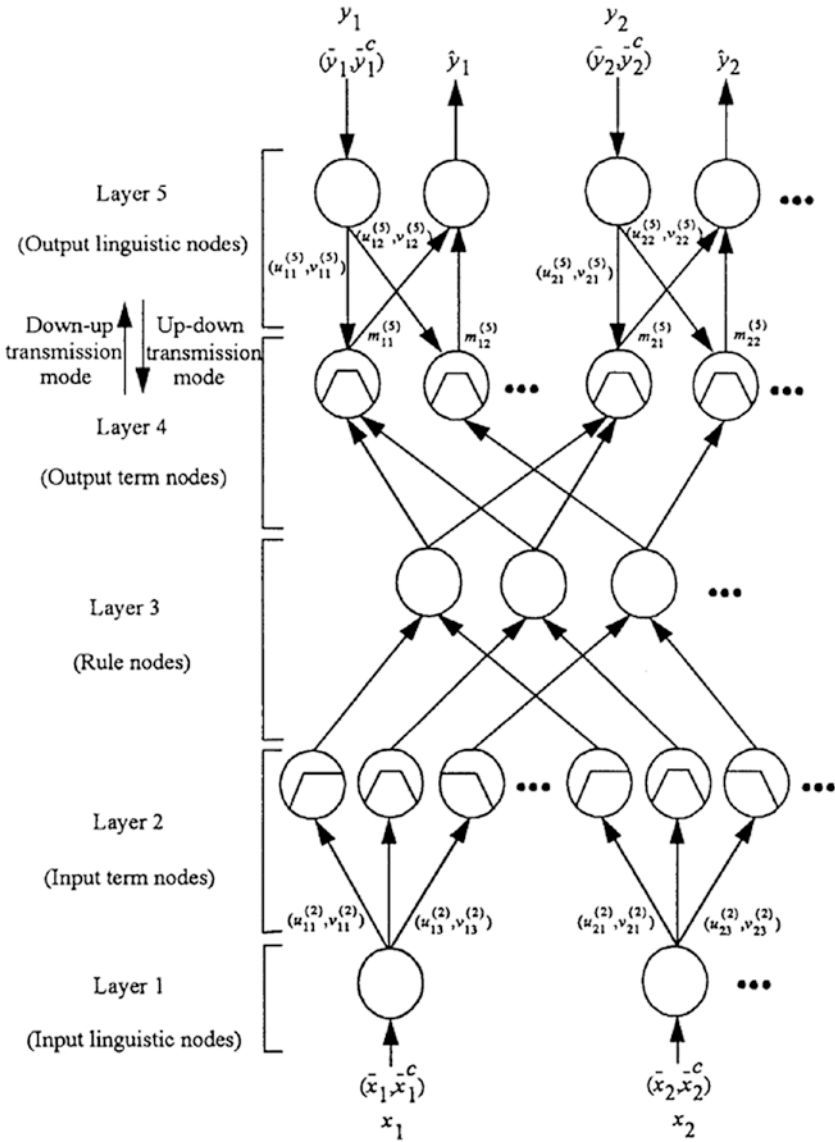 y₁ y₂
(ȳ₁,ȳ₁ᶜ) ŷ₁ (ȳ₂,ȳ₂ᶜ) ŷ₂
Layer 5
(Output linguistic nodes)
(u₁₁⁽⁵⁾,v₁₁⁽⁵⁾) (u₁₂⁽⁵⁾,v₁₂⁽⁵⁾) (u₂₁⁽⁵⁾,v₂₁⁽⁵⁾) (u₂₂⁽⁵⁾,v₂₂⁽⁵⁾)
Down-up Up-down
transmission transmission
mode mode
m₁₁⁽⁵⁾ m₁₂⁽⁵⁾ m₂₁⁽⁵⁾ m₂₂⁽⁵⁾
Layer 4
(Output term nodes)
Layer 3
(Rule nodes)
Layer 2
(Input term nodes)
(u₁₁⁽²⁾,v₁₁⁽²⁾) (u₁₃⁽²⁾,v₁₃⁽²⁾) (u₂₁⁽²⁾,v₂₁⁽²⁾) (u₂₃⁽²⁾,v₂₃⁽²⁾)
Layer 1
(Input linguistic nodes)
(x̄₁,x̄₁ᶜ) (x̄₂,x̄₂ᶜ)
x₁ x₂